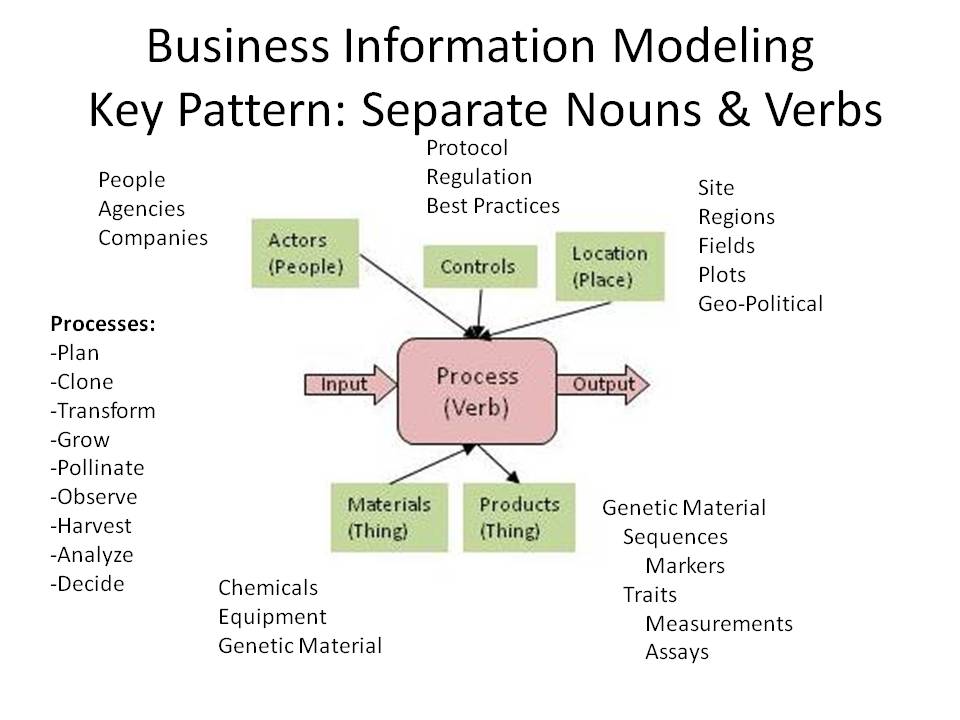 Business Information Modeling
Key Pattern: Separate Nouns & Verbs
People
Agencies
Companies
Protocol
Regulation
Best Practices
Site
Regions
Fields
Plots
Geo-Political
Actors
(People)
Controls
Location
(Place)
Processes:
-Plan
-Clone
-Transform
-Grow
-Pollinate
-Observe
-Harvest
-Analyze
-Decide
Input
Process
(Verb)
Output
Materials
(Thing)
Products
(Thing)
Chemicals
Equipment
Genetic Material
Genetic Material
Sequences
Markers
Traits
Measurements
Assays